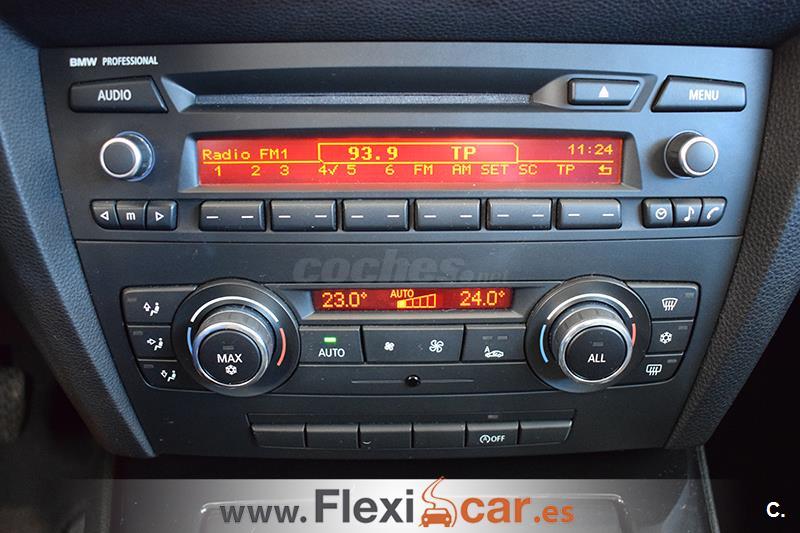 BMW PROFESSIONAL
AUDIO
MENU
Radio FM1 93.9 TP 11:24
1 2 3 4✓ 5 6 FM AM SET SC TP
m
coches.net
23.0° AUTO 24.0°
MAX
AUTO
A
ALL
A OFF
www.Flexicar.es
C.